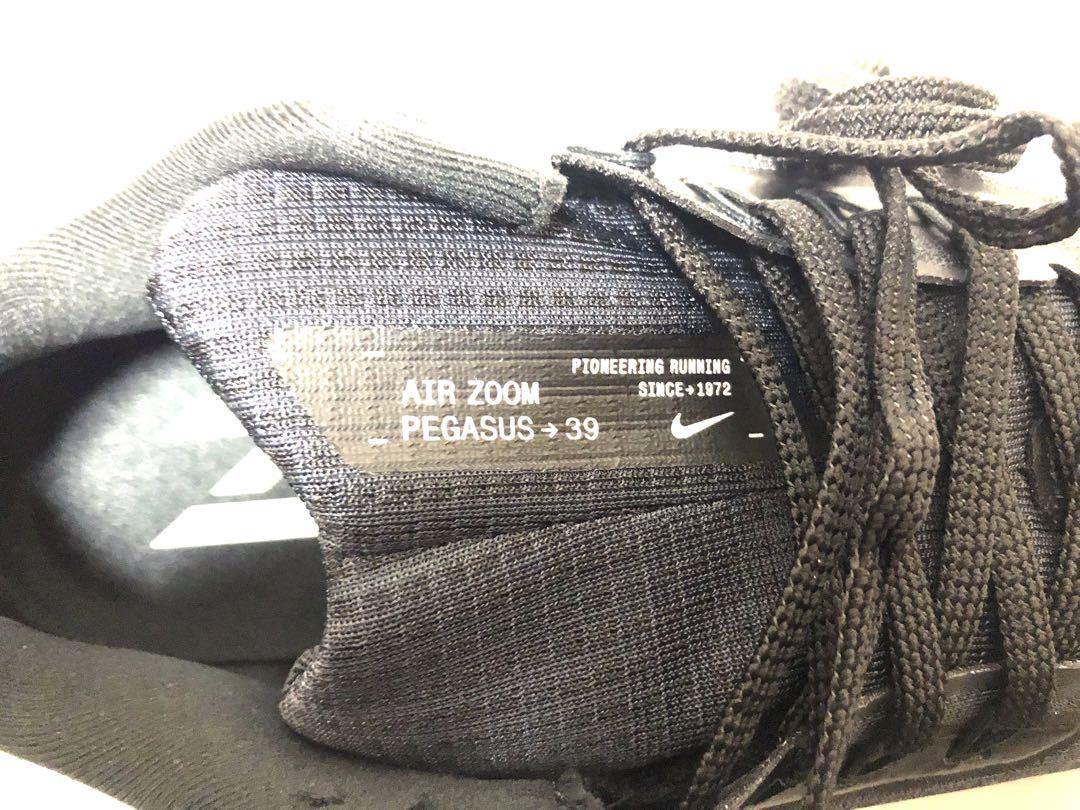 PIONEERING RUNNING
SINCE→1972
AIR ZOOM
PEGASUS→39